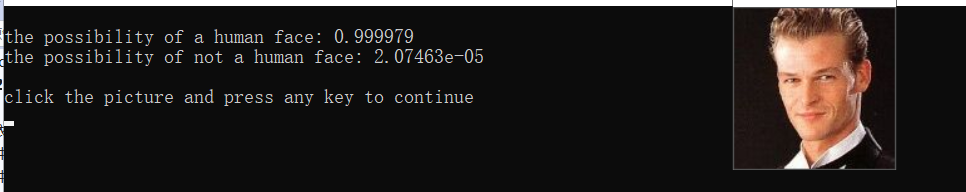 the possibility of a human face: 0.999979
the possibility of not a human face: 2.07463e-05
click the picture and press any key to continue